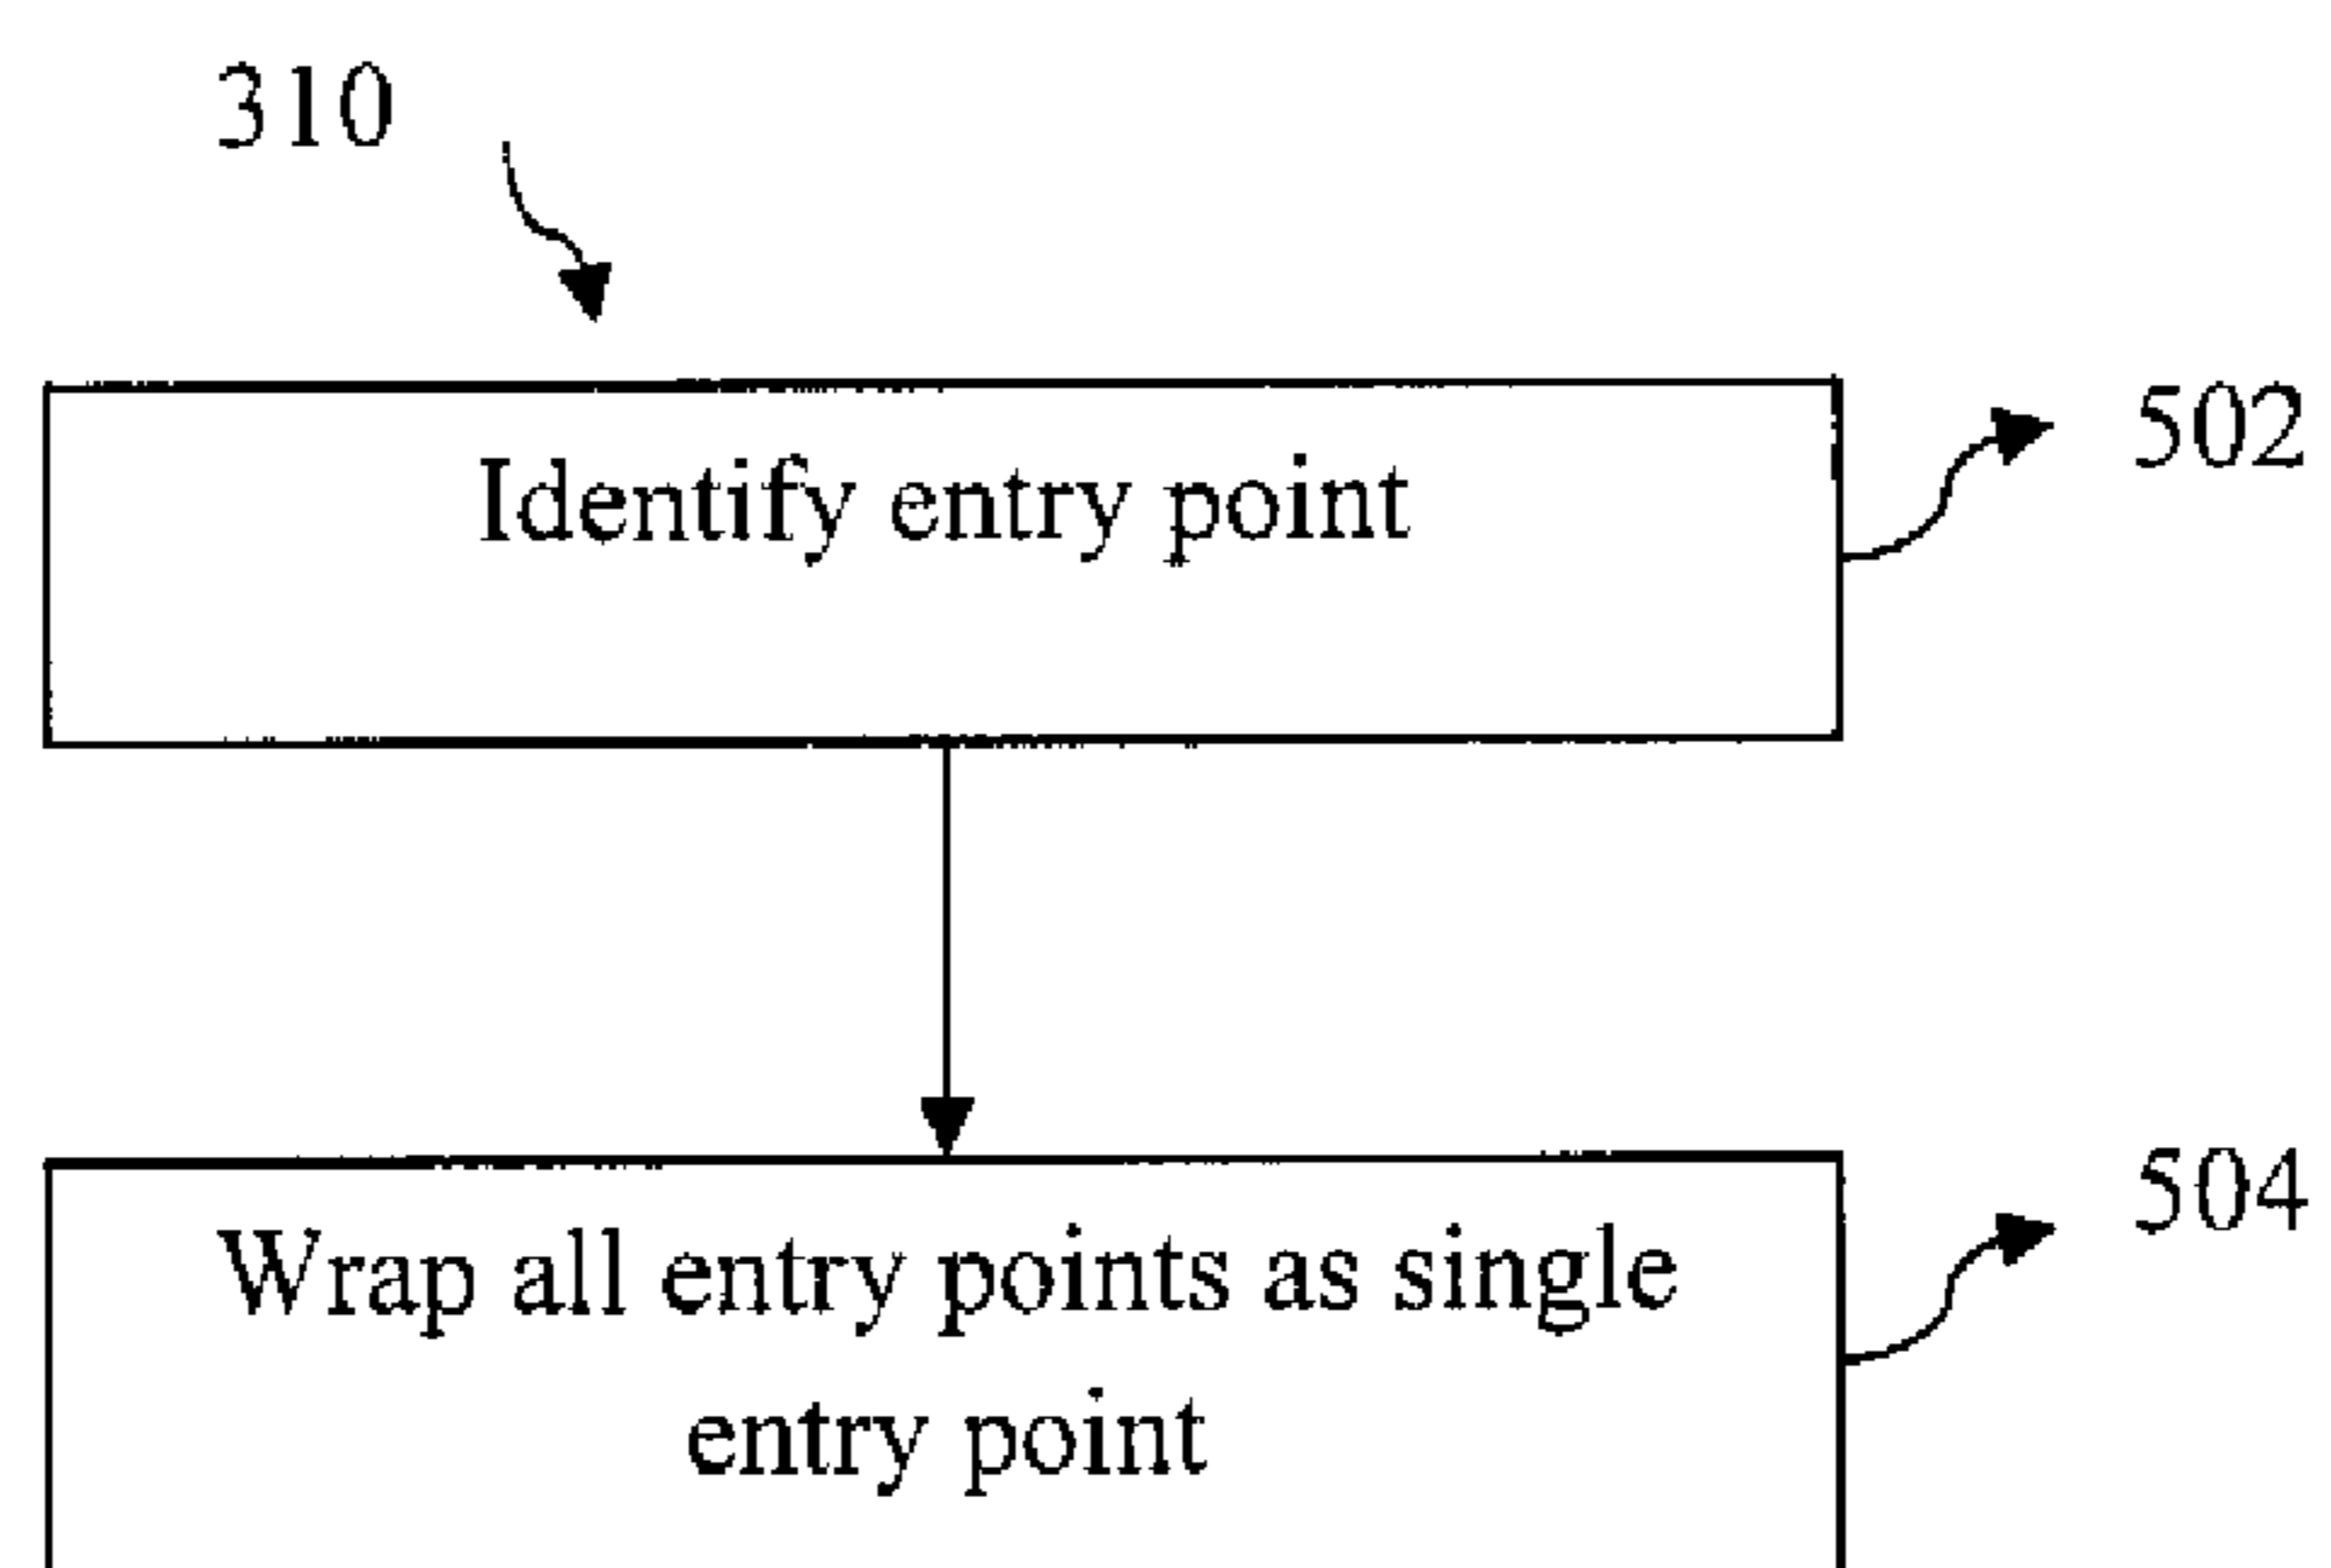 310
502
Identify entry point
504
Wrap all entry points as single
entry point